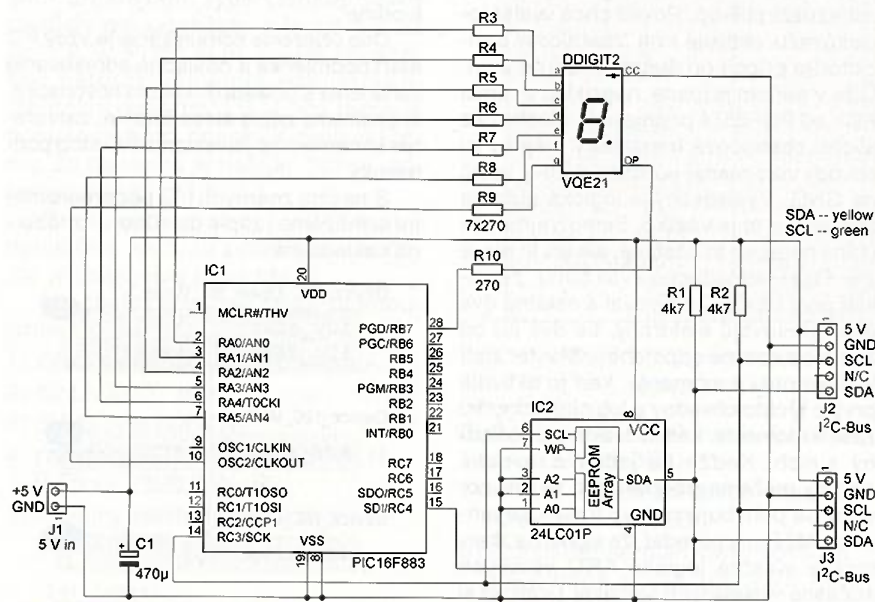 R3
R4
R5
R6
R7
R8
R9
7x270
R10
270
DDIGIT2
a
b
c
d
e
f
g
CC
DP
VQE21
SDA -- yellow
SCL -- green
IC1
20
VDD
1
MCLR#/THV
2
RA0/AN0
3
RA1/AN1
4
RA2/AN2
5
RA3/AN3
6
RA4/T0CKI
7
RA5/AN4
9
OSC1/CLKIN
10
OSC2/CLKOUT
11
RC0/T1OSO
12
RC1/T1OSI
13
RC2/CCP1
14
RC3/SCK
PGD/RB7
28
PGC/RB6
27
RB5
26
RB4
25
PGM/RB3
24
RB2
23
RB1
22
INT/RB0
21
RC7
18
RC6
17
SDO/RC5
16
SDI/RC4
15
VSS
19
8
PIC16F883
R1
4k7
R2
4k7
IC2
6
SCL
7
WP
3
A2
2
A1
1
A0
EEPROM
Array
SDA
5
8
VCC
GND
4
24LC01P
+5 V
GND
1
J1
5 V in
C1
470µ
1
5 V
GND
SCL
N/C
SDA
J2
I²C-Bus
1
5 V
GND
SCL
N/C
SDA
J3
I²C-Bus